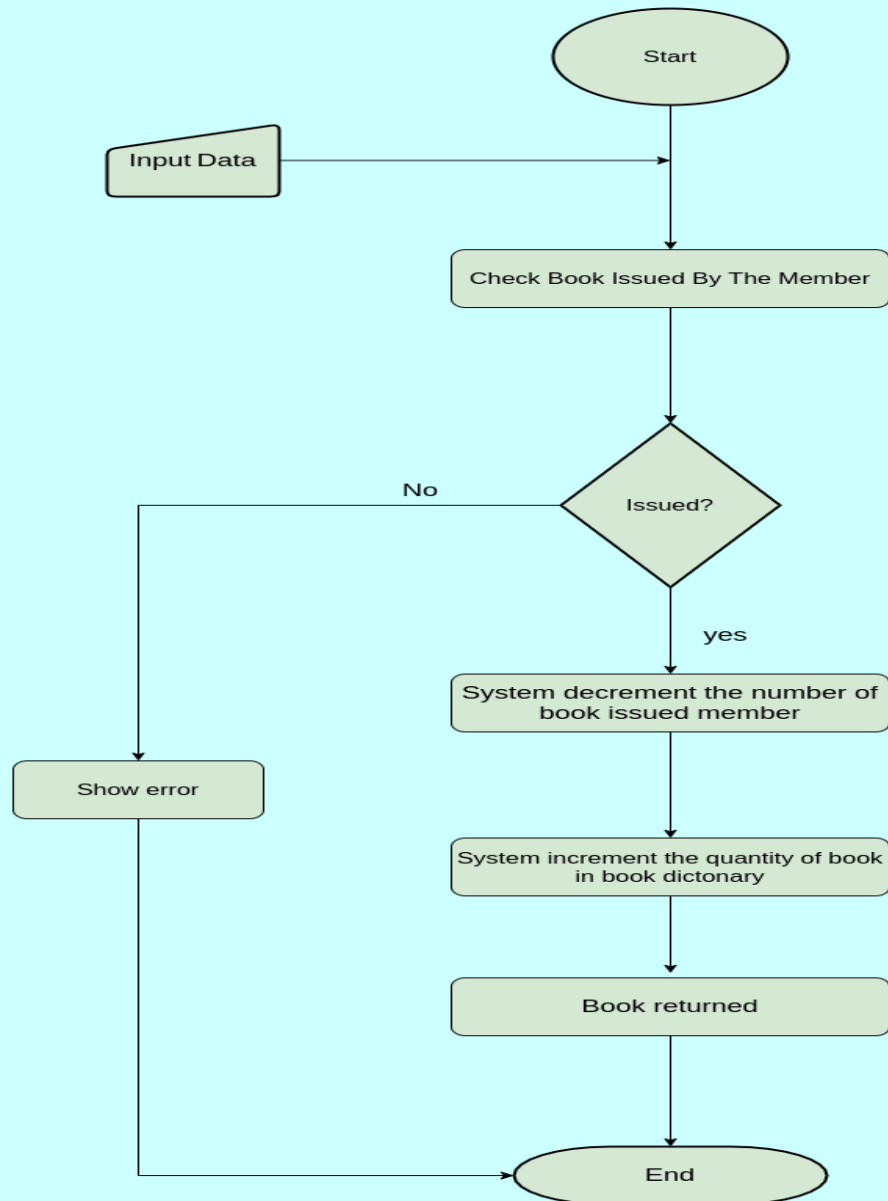 Start
Input Data
Check Book Issued By The Member
Issued?
No
yes
System decrement the number of
book issued member
Show error
System increment the quantity of book
in book dictonary
Book returned
End